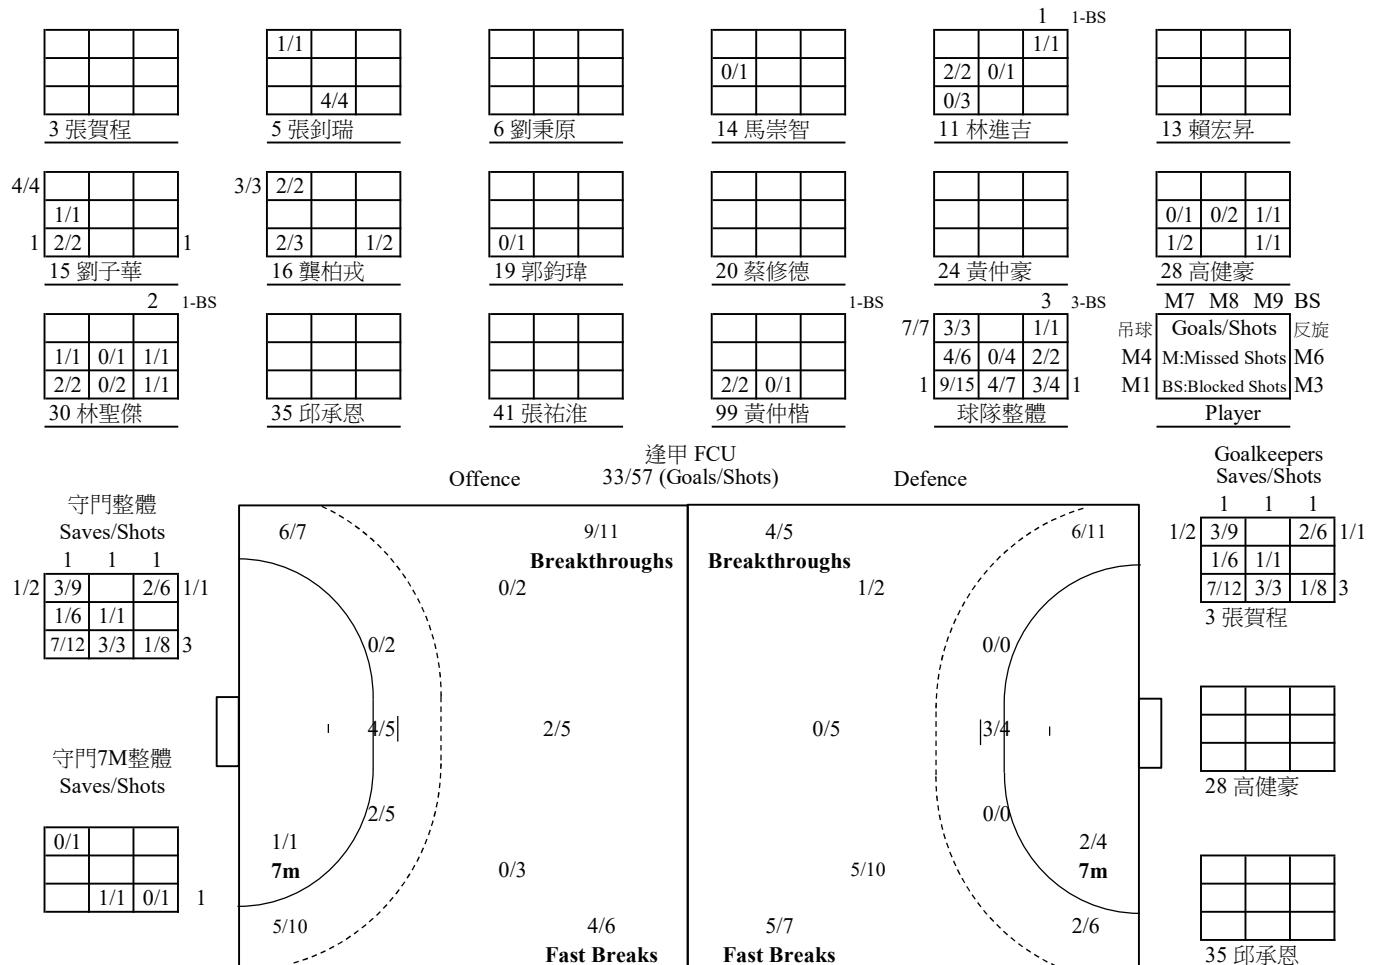 1 1-BS
1/1 1/1
0/1 2/2 0/1
4/4 0/3
3 張賀程 5 張釗瑞 6 劉秉原 14 馬崇智 11 林進吉 13 賴宏昇
4/4 3/3 2/2
1/1 0/1 0/2 1/1
1 2/2 1 2/3 1/2 0/1 1/2 1/1
15 劉子華 16 龔柏戎 19 郭鈞瑋 20 蔡修德 24 黃仲豪 28 高健豪
2 1-BS 1-BS 3 3-BS M7 M8 M9 BS
7/7 3/3 1/1 吊球 Goals/Shots 反旋
1/1 0/1 1/1 4/6 0/4 2/2 M4 M:Missed Shots M6
2/2 0/2 1/1 2/2 0/1 1 9/15 4/7 3/4 1 M1 BS:Blocked Shots M3
30 林聖傑 35 邱承恩 41 張祐淮 99 黃仲楷 球隊整體 Player
逢甲 FCU
33/57 (Goals/Shots)
Offence Defence
Goalkeepers
Saves/Shots
1 1 1
1/2 3/9 2/6 1/1
1/6 1/1
7/12 3/3 1/8 3
3 張賀程
守門整體
Saves/Shots
1 1 1
1/2 3/9 2/6 1/1
1/6 1/1
7/12 3/3 1/8 3
6/7 9/11 4/5 6/11
Breakthroughs Breakthroughs
0/2 1/2
0/2 0/0
4/5 2/5 0/5 3/4
2/5 0/0
1/1 2/4
7m 0/3 5/10 7m
5/10 4/6 5/7 2/6
Fast Breaks Fast Breaks
守門7M整體
Saves/Shots
0/1
1/1 0/1 1
28 高健豪
35 邱承恩